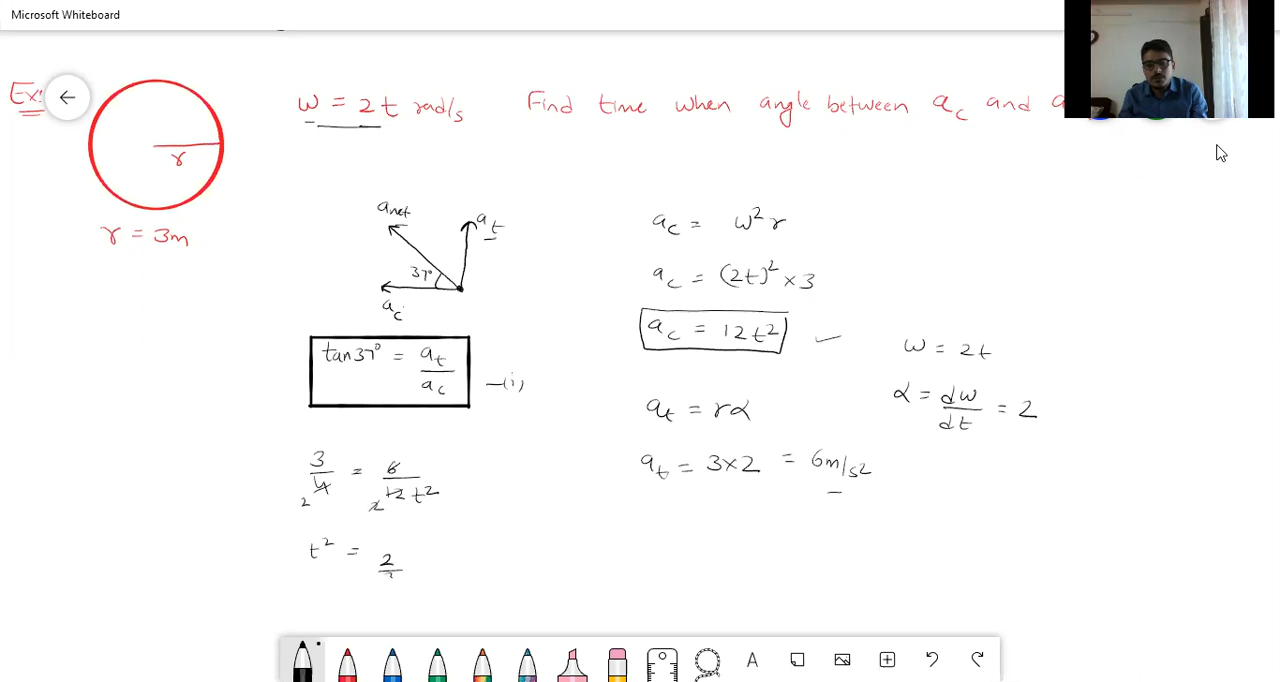 Microsoft Whiteboard
Ex:
ω = 2t rad/s Find time when angle between a_c and a
r
r = 3m
a_net
a_t
37°
a_c
tan37° = a_t / a_c —(i)
3/4 = 6/12t²
2 2
t² = 2/
a_c = ω²r
a_c = (2t)² × 3
a_c = 12t²
a_t = rα
a_t = 3×2 = 6m/s²
ω = 2t
α = dω/dt = 2
A